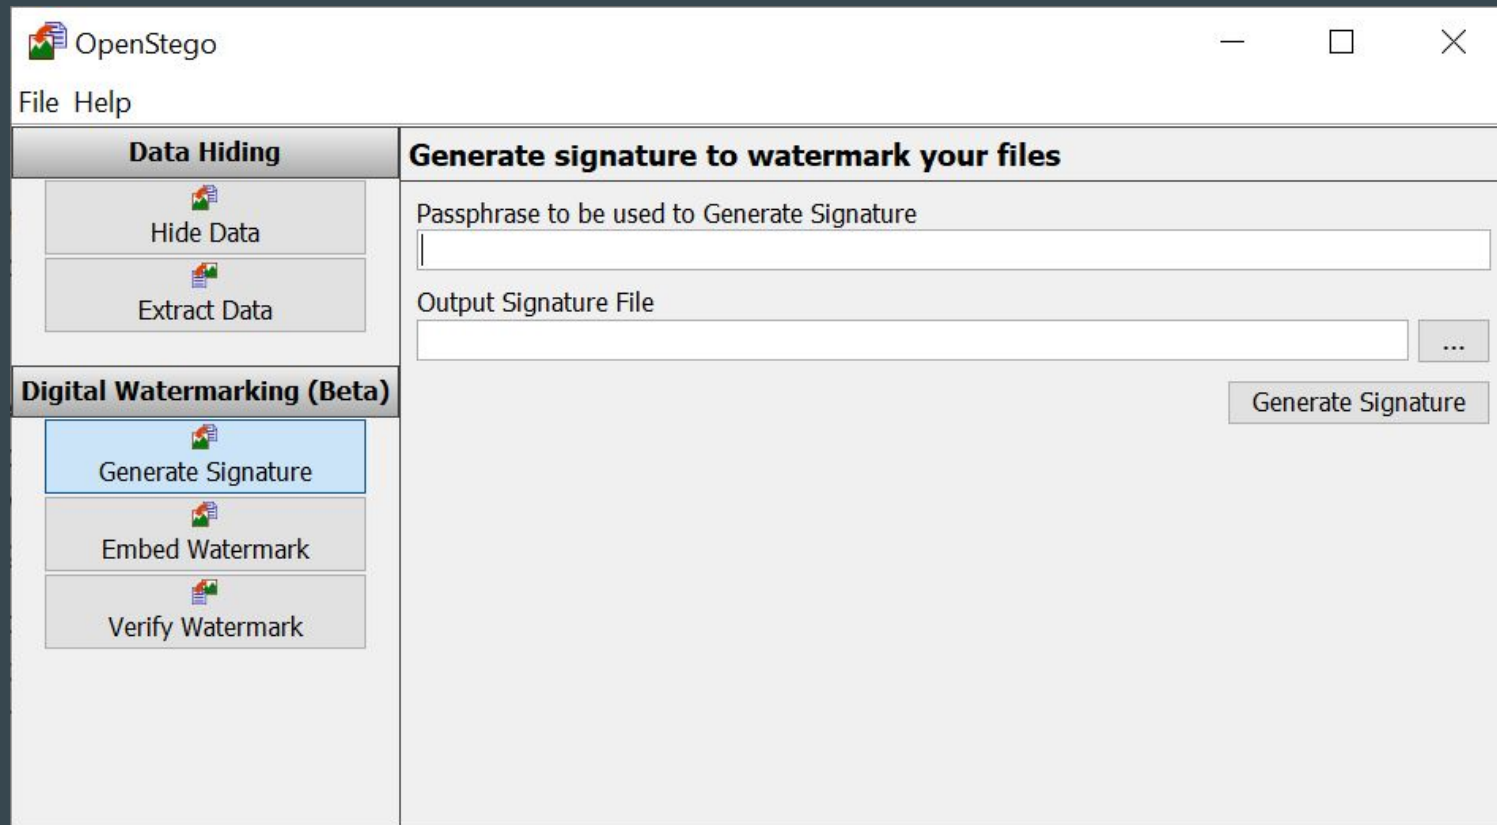 OpenStego
File Help
Data Hiding
Hide Data
Extract Data
Digital Watermarking (Beta)
Generate Signature
Embed Watermark
Verify Watermark
Generate signature to watermark your files
Passphrase to be used to Generate Signature
Output Signature File
...
Generate Signature